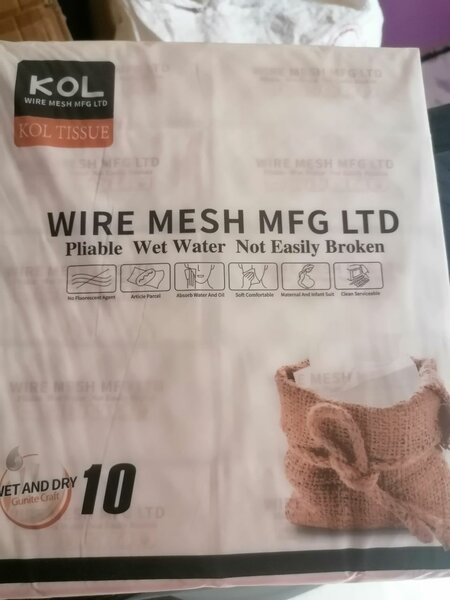 KOL
WIRE MESH MFG LTD
KOL TISSUE
WIRE MESH MFG LTD
Pliable Wet Water Not Easily Broken
No Fluorescent Agent
Article Parcel
Absorb Water And Oil
Soft Comfortable
Maternal And Infant Suit
Clean Serviceable
WET AND DRY 10
Gunite Craft